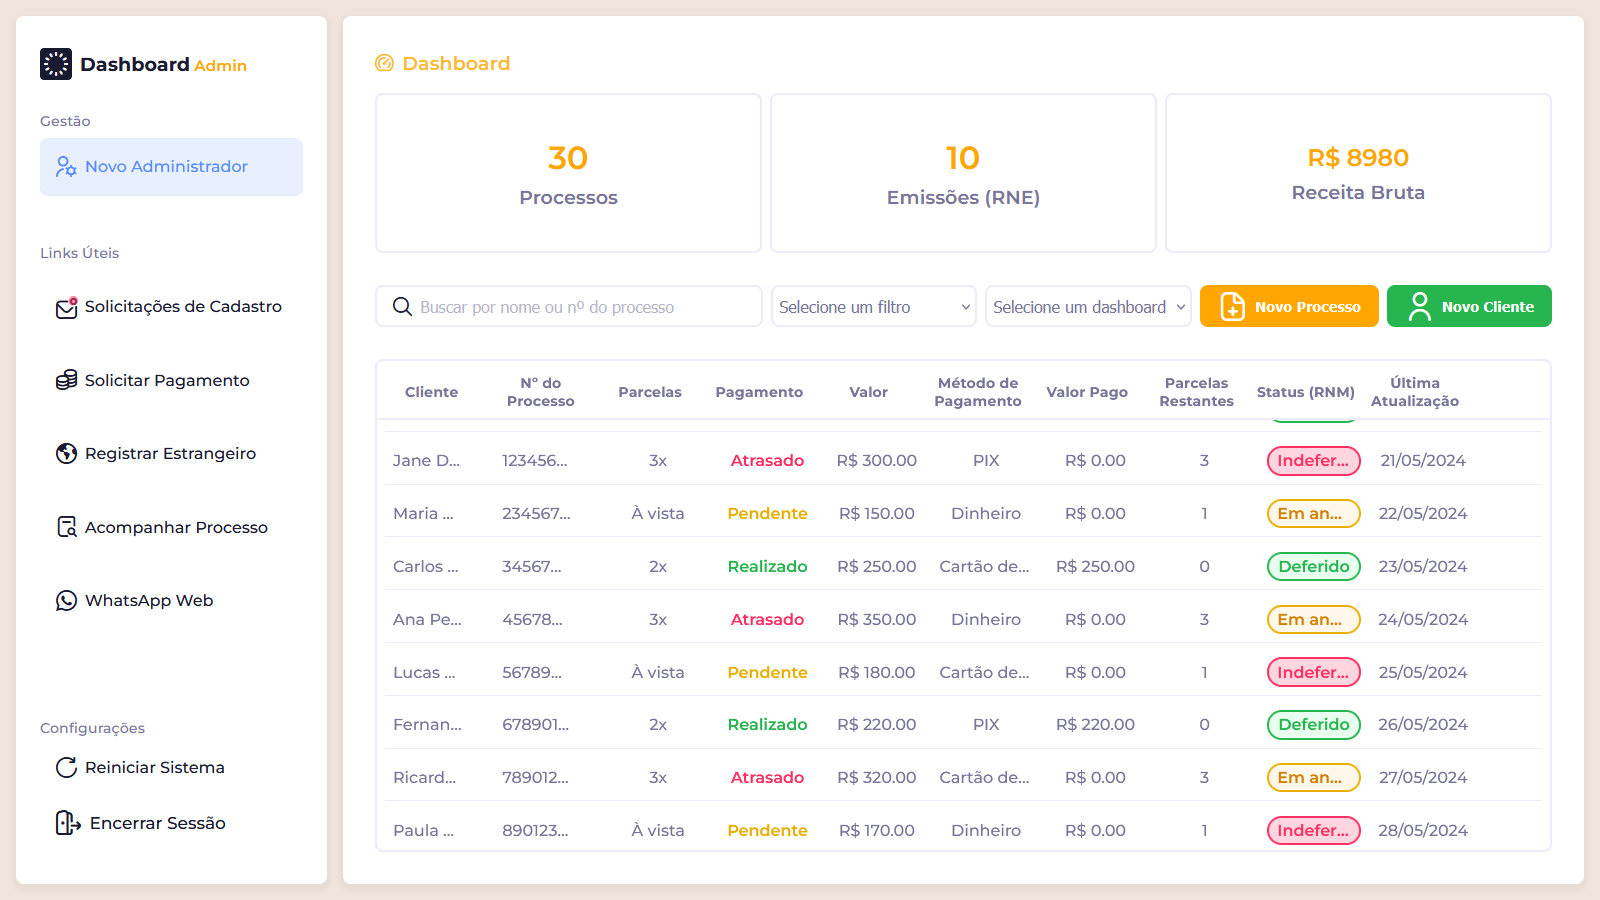 Dashboard Admin
Gestão
Novo Administrador
Links Úteis
Solicitações de Cadastro
Solicitar Pagamento
Registrar Estrangeiro
Acompanhar Processo
WhatsApp Web
Configurações
Reiniciar Sistema
Encerrar Sessão
Dashboard
30
Processos
10
Emissões (RNE)
R$ 8980
Receita Bruta
Buscar por nome ou nº do processo
Selecione um filtro
Selecione um dashboard
Novo Processo
Novo Cliente
Cliente
Nº do
Processo
Parcelas
Pagamento
Valor
Método de
Pagamento
Valor Pago
Parcelas
Restantes
Status (RNM)
Última
Atualização
Jane D... 123456... 3x Atrasado R$ 300.00 PIX R$ 0.00 3 Indefer... 21/05/2024
Maria ... 234567... À vista Pendente R$ 150.00 Dinheiro R$ 0.00 1 Em an... 22/05/2024
Carlos ... 34567... 2x Realizado R$ 250.00 Cartão de... R$ 250.00 0 Deferido 23/05/2024
Ana Pe... 45678... 3x Atrasado R$ 350.00 Dinheiro R$ 0.00 3 Em an... 24/05/2024
Lucas ... 56789... À vista Pendente R$ 180.00 Cartão de... R$ 0.00 1 Indefer... 25/05/2024
Fernan... 678901... 2x Realizado R$ 220.00 PIX R$ 220.00 0 Deferido 26/05/2024
Ricard... 789012... 3x Atrasado R$ 320.00 Cartão de... R$ 0.00 3 Em an... 27/05/2024
Paula ... 890123... À vista Pendente R$ 170.00 Dinheiro R$ 0.00 1 Indefer... 28/05/2024